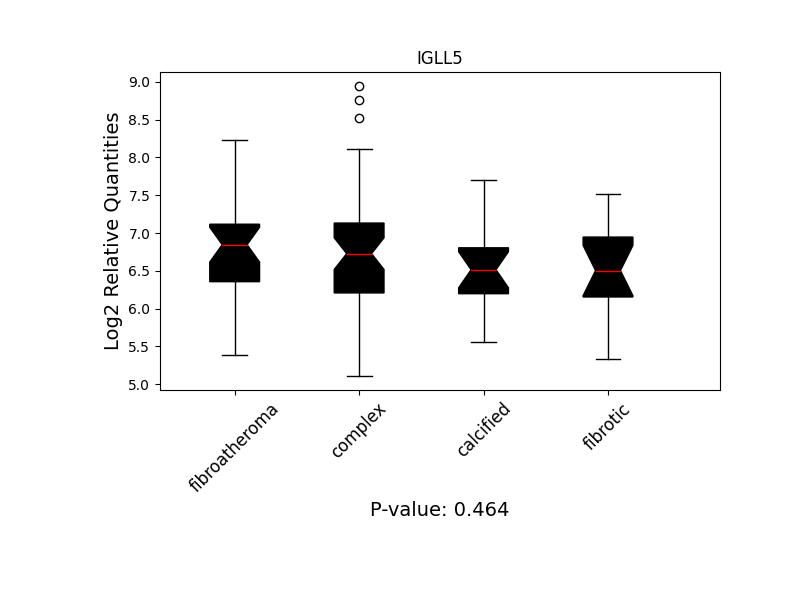 IGLL5
Log2 Relative Quantities
9.0
8.5
8.0
7.5
7.0
6.5
6.0
5.5
5.0
fibroatheroma
complex
calcified
fibrotic
P-value: 0.464